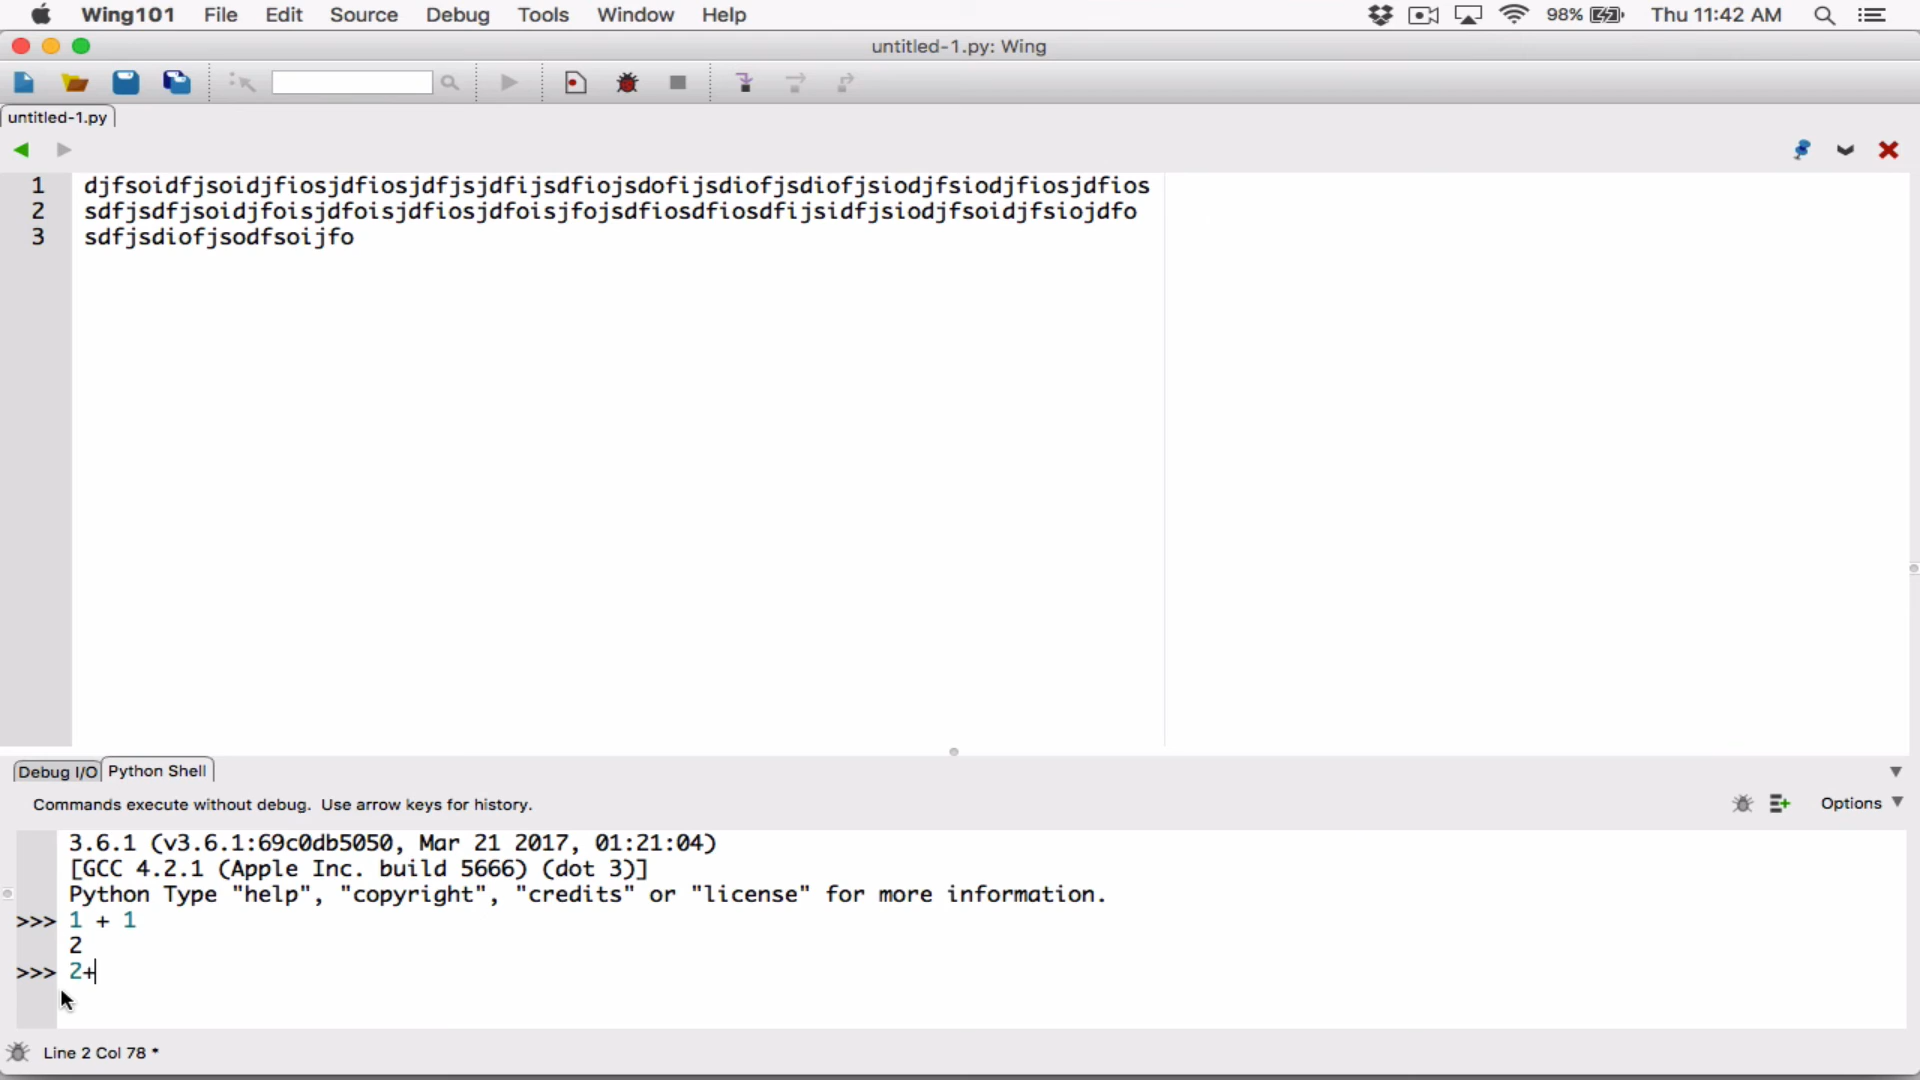 Wing101 File Edit Source Debug Tools Window Help 98% Thu 11:42 AM
untitled-1.py: Wing
untitled-1.py
1 djfsoidfjsoidjfiosjdfiosjdfjsjdfijsdfiojsdofijsdiofjsdiofjsiodjfsiodjfiosjdfios
2 sdfjsdfjsoidjfoisjdfoisjdfiosjdfoisjfojsdfiosdfiosdfijsidfjsiodjfsoidjfsiojdfo
3 sdfjsdiofjsodfsoijfo
Debug I/O Python Shell
Commands execute without debug. Use arrow keys for history. Options
3.6.1 (v3.6.1:69c0db5050, Mar 21 2017, 01:21:04)
[GCC 4.2.1 (Apple Inc. build 5666) (dot 3)]
Python Type "help", "copyright", "credits" or "license" for more information.
>>> 1 + 1
2
>>> 2+
Line 2 Col 78 *